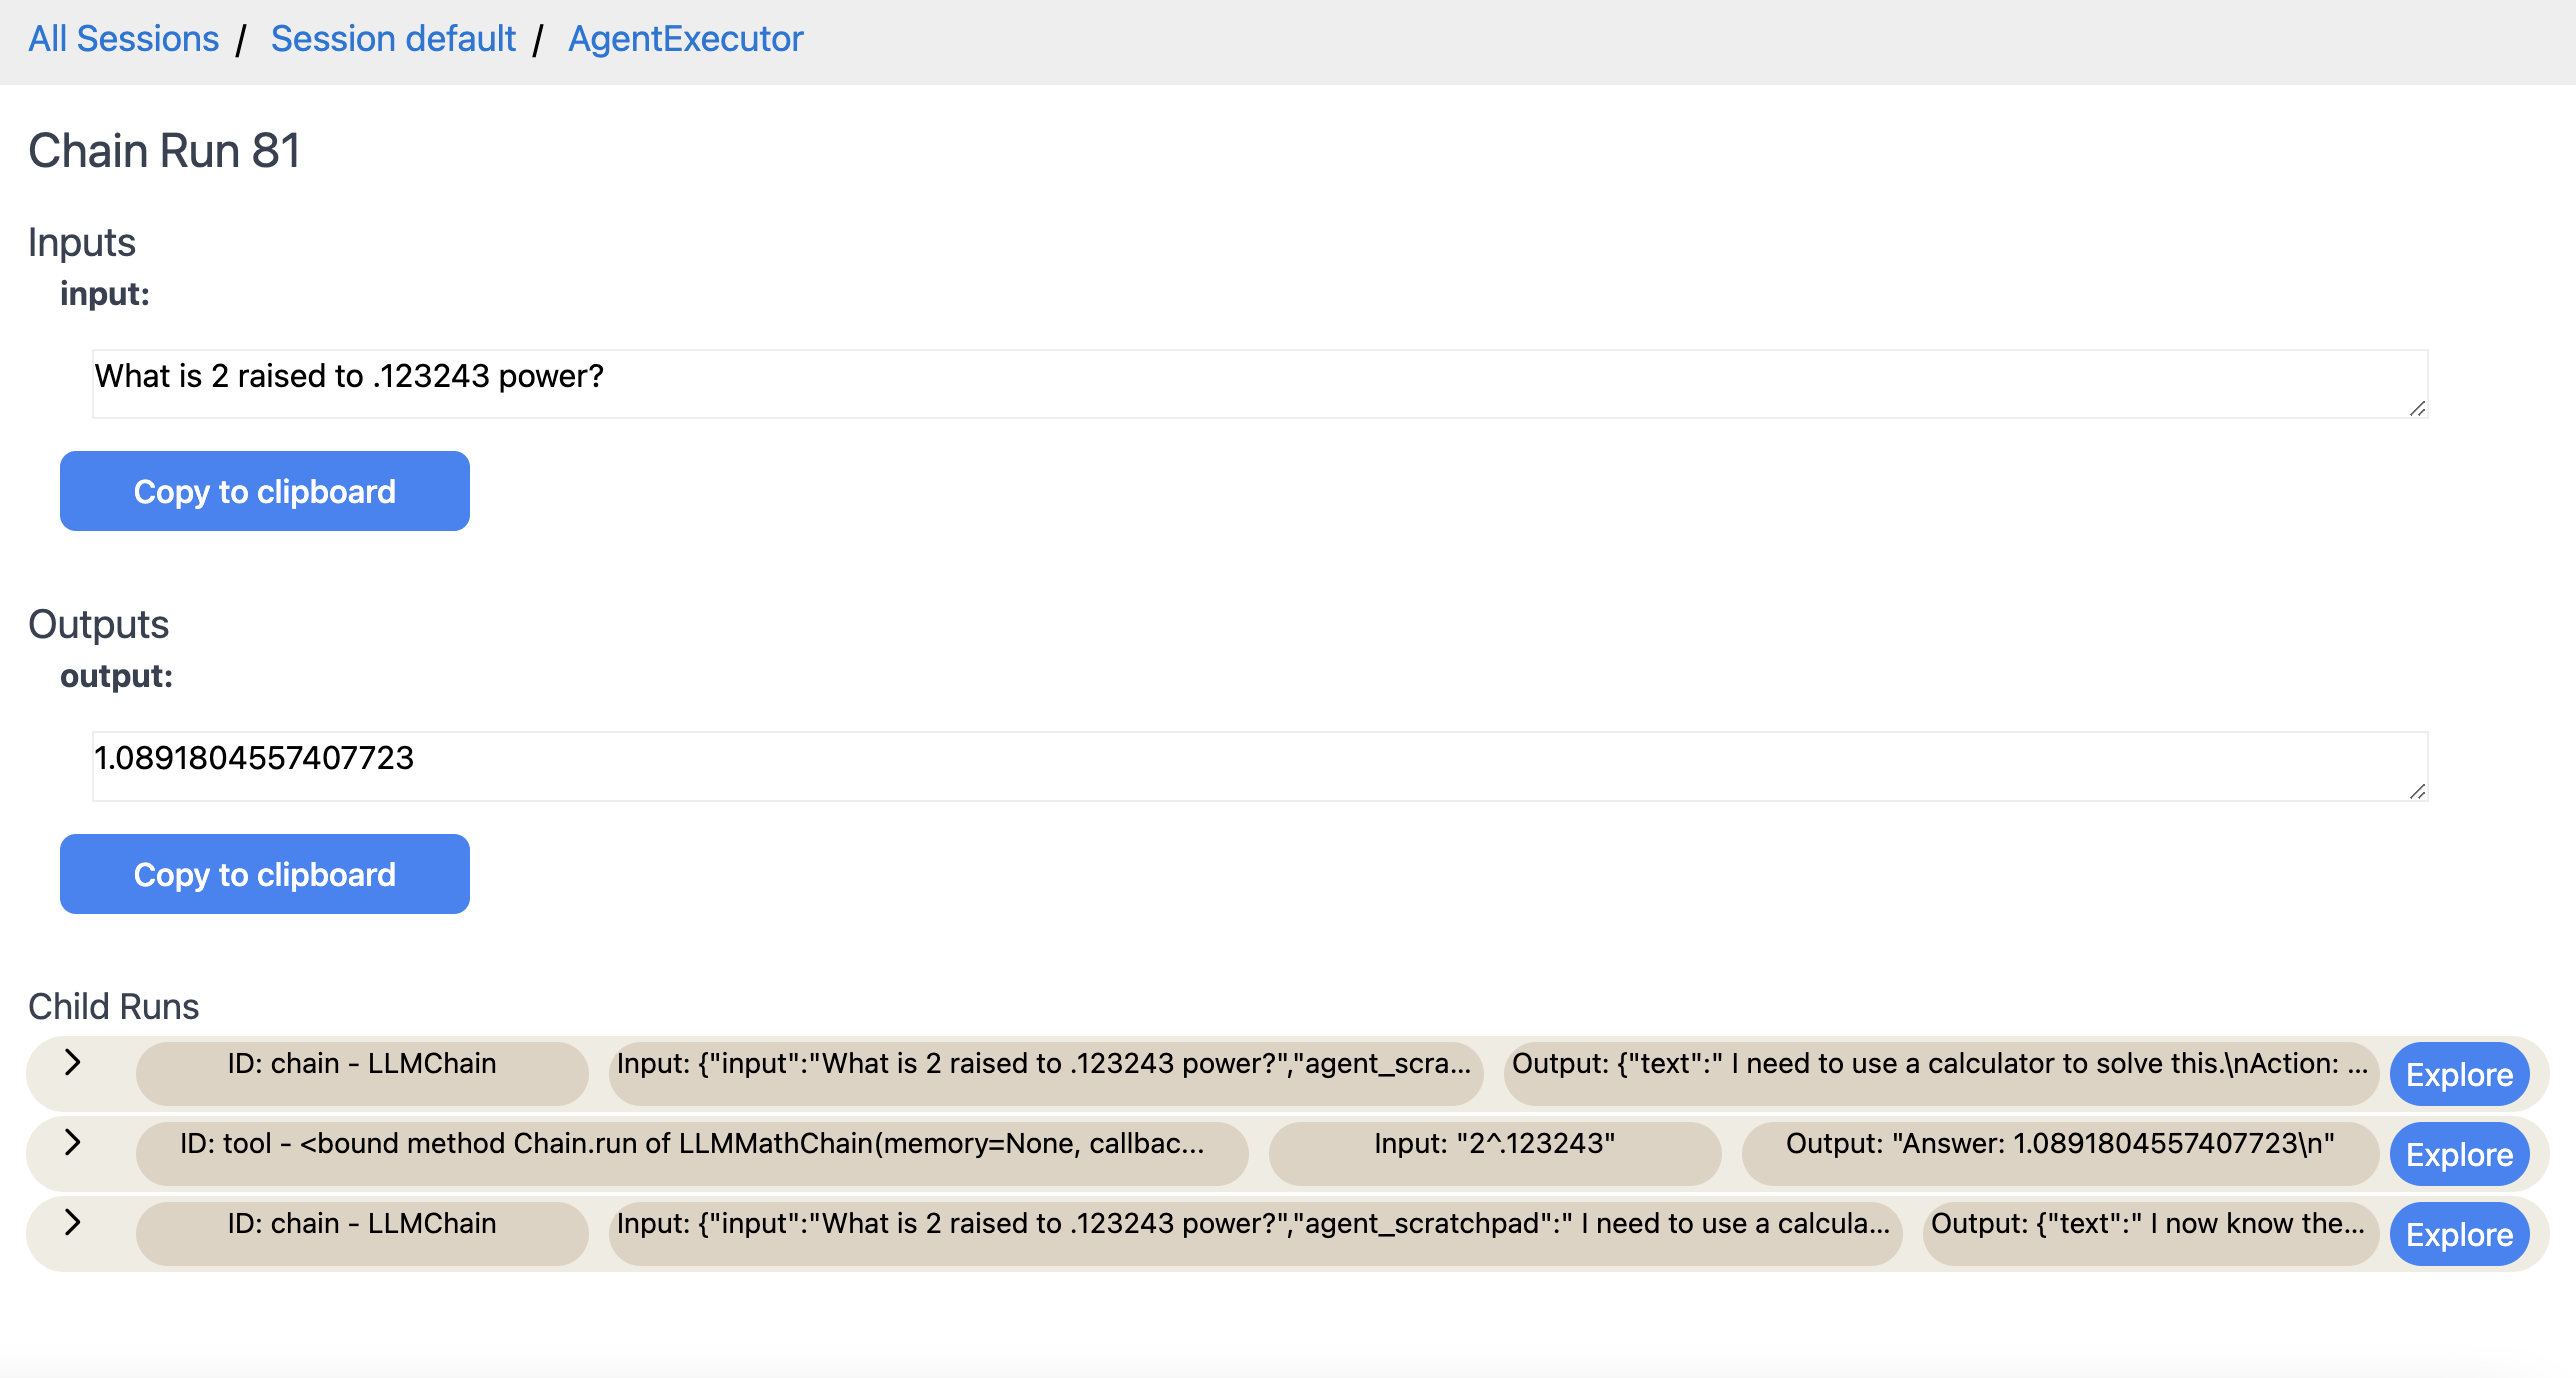 All Sessions / Session default / AgentExecutor
Chain Run 81
Inputs
input:
What is 2 raised to .123243 power?
Copy to clipboard
Outputs
output:
1.0891804557407723
Copy to clipboard
Child Runs
ID: chain - LLMChain Input: {"input":"What is 2 raised to .123243 power?","agent_scra... Output: {"text":" I need to use a calculator to solve this.\nAction: ... Explore
ID: tool - <bound method Chain.run of LLMMathChain(memory=None, callbac... Input: "2^.123243" Output: "Answer: 1.0891804557407723\n" Explore
ID: chain - LLMChain Input: {"input":"What is 2 raised to .123243 power?","agent_scratchpad":" I need to use a calcula... Output: {"text":" I now know the... Explore